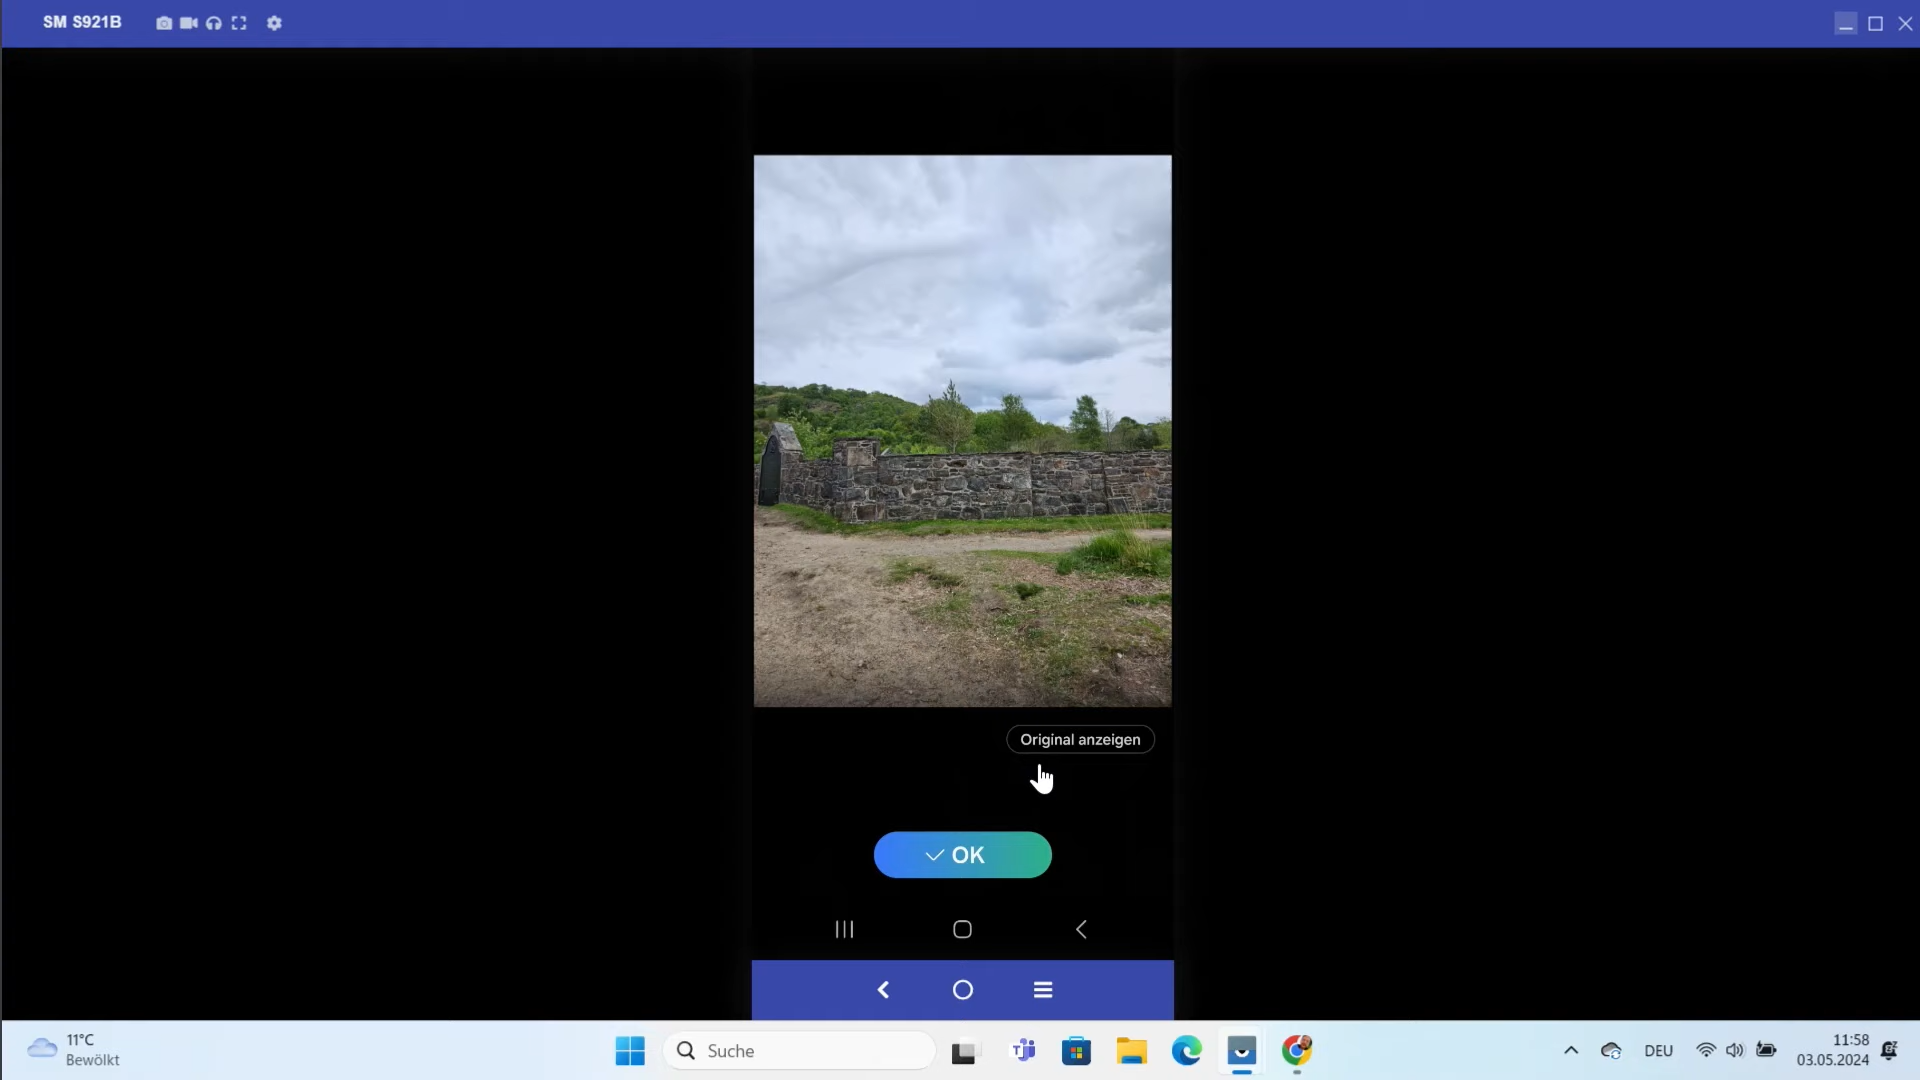 SM S921B
Original anzeigen
OK
11°C
Bewölkt
Suche
DEU
11:58
03.05.2024